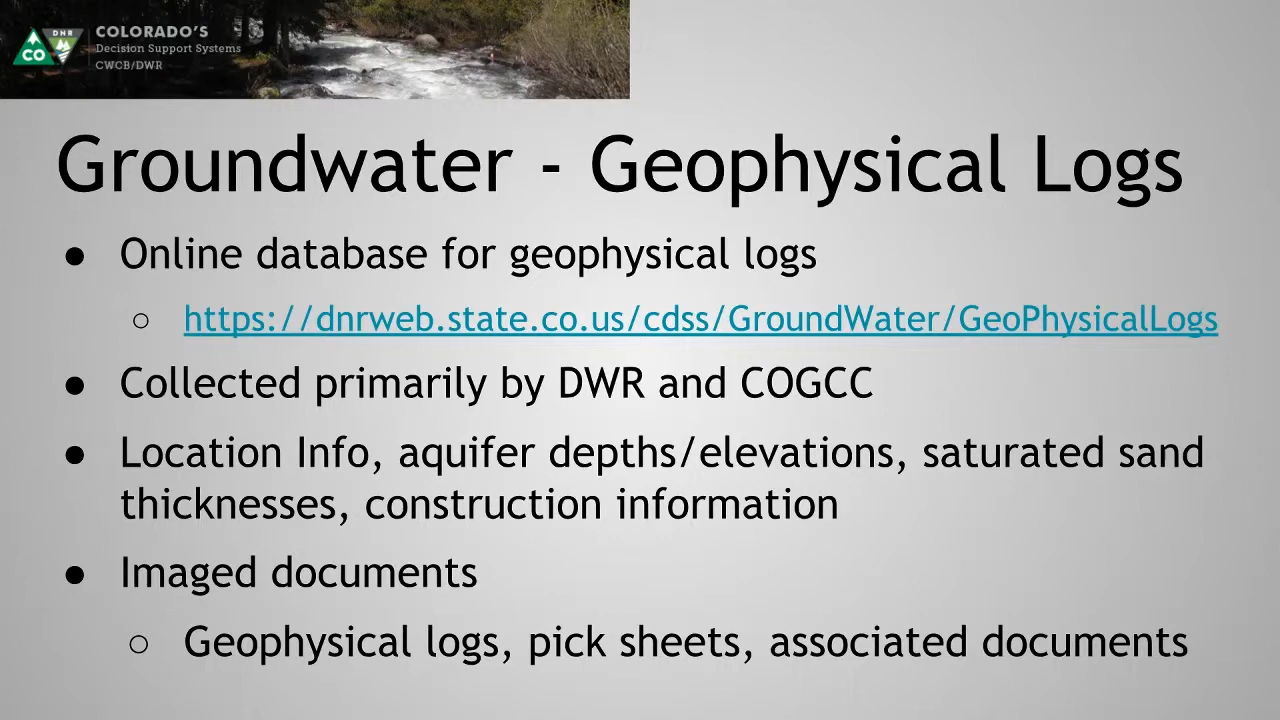 CO
DNR
COLORADO'S
Decision Support Systems
CWCB/DWR
Groundwater - Geophysical Logs
● Online database for geophysical logs
○ https://dnrweb.state.co.us/cdss/GroundWater/GeoPhysicalLogs
● Collected primarily by DWR and COGCC
● Location Info, aquifer depths/elevations, saturated sand
thicknesses, construction information
● Imaged documents
○ Geophysical logs, pick sheets, associated documents